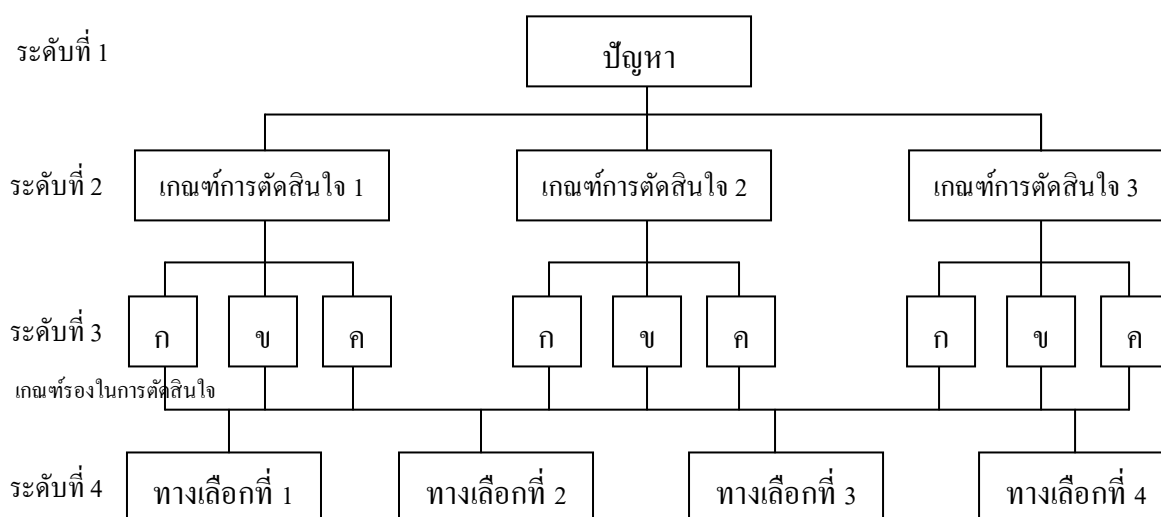 ระดับที่ 1
ปัญหา
ระดับที่ 2
เกณฑ์การตัดสินใจ 1
เกณฑ์การตัดสินใจ 2
เกณฑ์การตัดสินใจ 3
ระดับที่ 3
ก
ข
ค
ก
ข
ค
ก
ข
ค
เกณฑ์รองในการตัดสินใจ
ระดับที่ 4
ทางเลือกที่ 1
ทางเลือกที่ 2
ทางเลือกที่ 3
ทางเลือกที่ 4